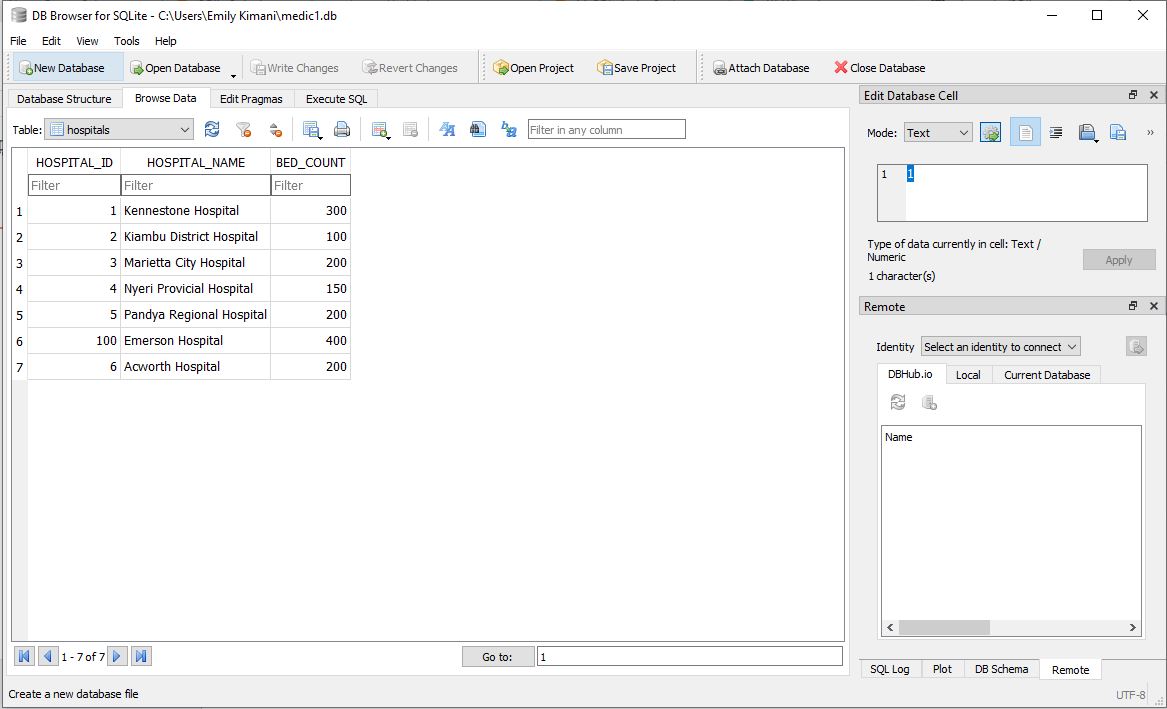 DB Browser for SQLite - C:\Users\Emily Kimani\medic1.db
File Edit View Tools Help
New Database Open Database Write Changes Revert Changes Open Project Save Project Attach Database Close Database
Database Structure Browse Data Edit Pragmas Execute SQL
Table: hospitals Filter in any column
HOSPITAL_ID HOSPITAL_NAME BED_COUNT
Filter Filter Filter
1 1 Kennestone Hospital 300
2 2 Kiambu District Hospital 100
3 3 Marietta City Hospital 200
4 4 Nyeri Provicial Hospital 150
5 5 Pandya Regional Hospital 200
6 100 Emerson Hospital 400
7 6 Acworth Hospital 200
1 - 7 of 7 Go to: 1
Edit Database Cell
Mode: Text »
1 1
Type of data currently in cell: Text /
Numeric
Apply
1 character(s)
Remote
Identity Select an identity to connect
DBHub.io Local Current Database
Name
SQL Log Plot DB Schema Remote
Create a new database file UTF-8